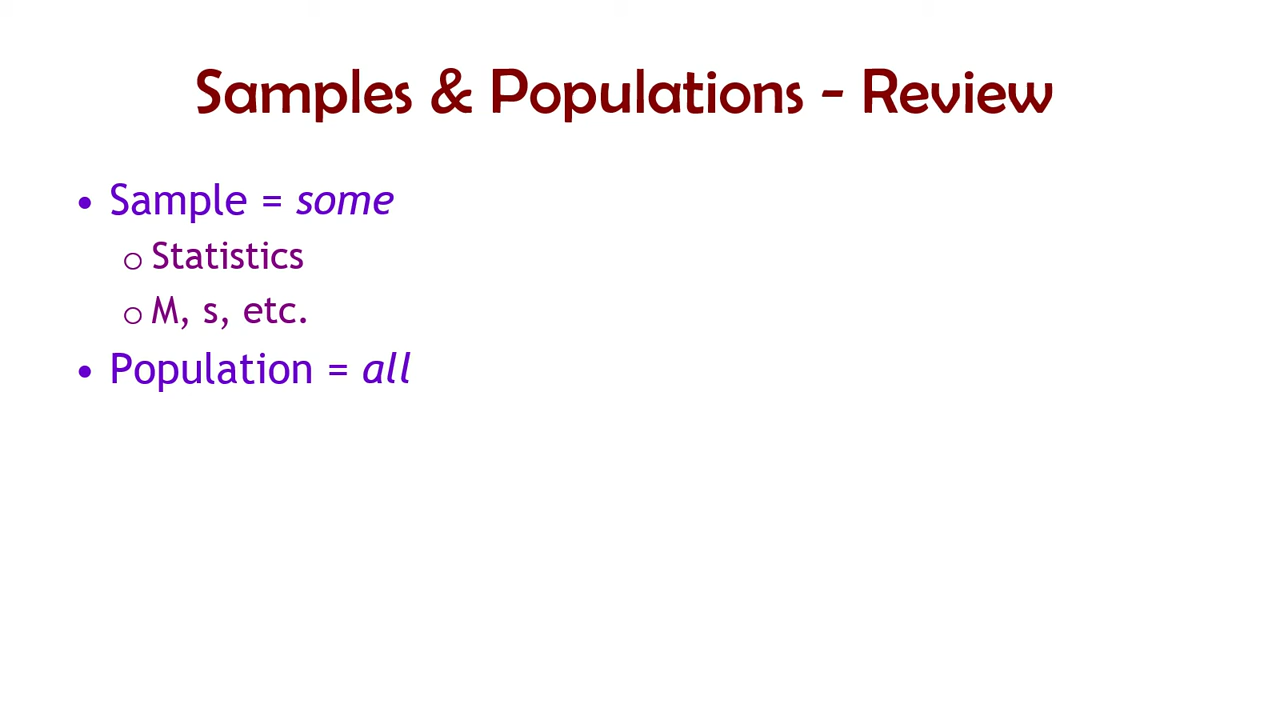 Samples & Populations - Review
• Sample = some
o Statistics
o M, s, etc.
• Population = all